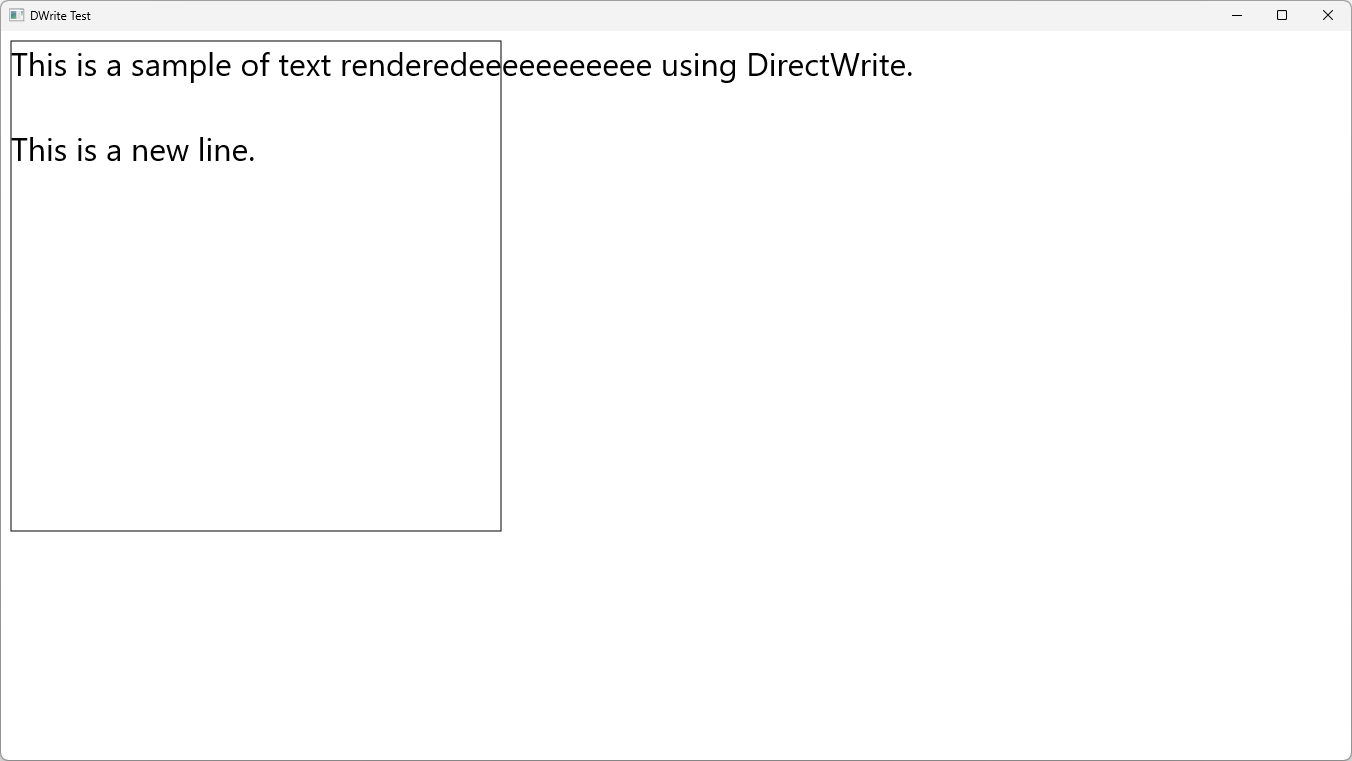 DWrite Test
This is a sample of text renderedeeeeeeeeeee using DirectWrite.
This is a new line.